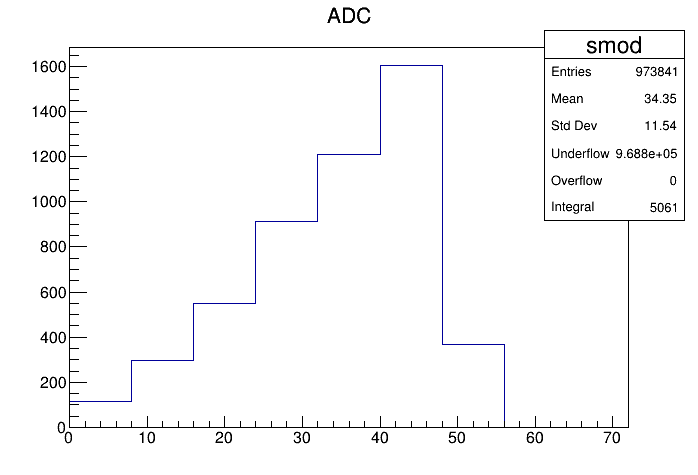 ADC
smod
Entries 973841
Mean 34.35
Std Dev 11.54
Underflow 9.688e+05
Overflow 0
Integral 5061
1600
1400
1200
1000
800
600
400
200
0
0 10 20 30 40 50 60 70